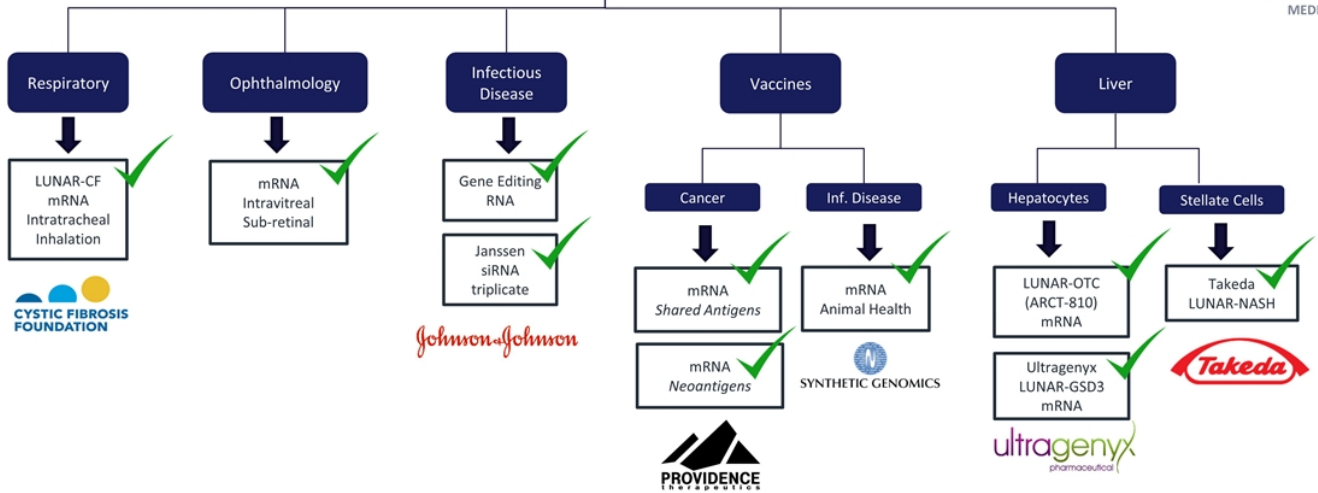 MEDI
Respiratory
Ophthalmology
Infectious
Disease
Vaccines
Liver
LUNAR-CF
mRNA
Intratracheal
Inhalation
CYSTIC FIBROSIS
FOUNDATION
mRNA
Intravitreal
Sub-retinal
Gene Editing
RNA
Janssen
siRNA
triplicate
Johnson & Johnson
Cancer
mRNA
Shared Antigens
mRNA
Neoantigens
PROVIDENCE
therapeutics
Inf. Disease
mRNA
Animal Health
SYNTHETIC GENOMICS
Hepatocytes
LUNAR-OTC
(ARCT-810)
mRNA
Ultragenyx
LUNAR-GSD3
mRNA
ultragenyx
pharmaceutical
Stellate Cells
Takeda
LUNAR-NASH
Takeda